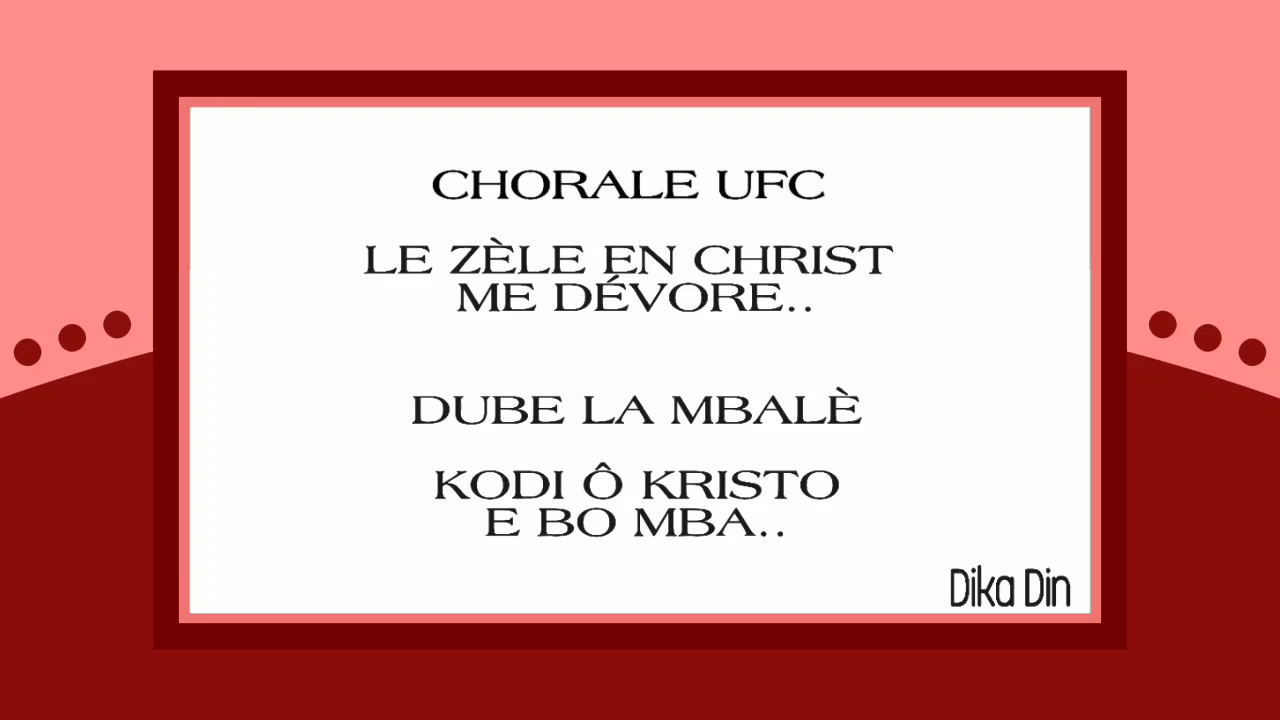 CHORALE UFC
LE ZÈLE EN CHRIST
ME DÉVORE..
DUBE LA MBALÈ
KODI Ô KRISTO
E BO MBA..
Dika Din